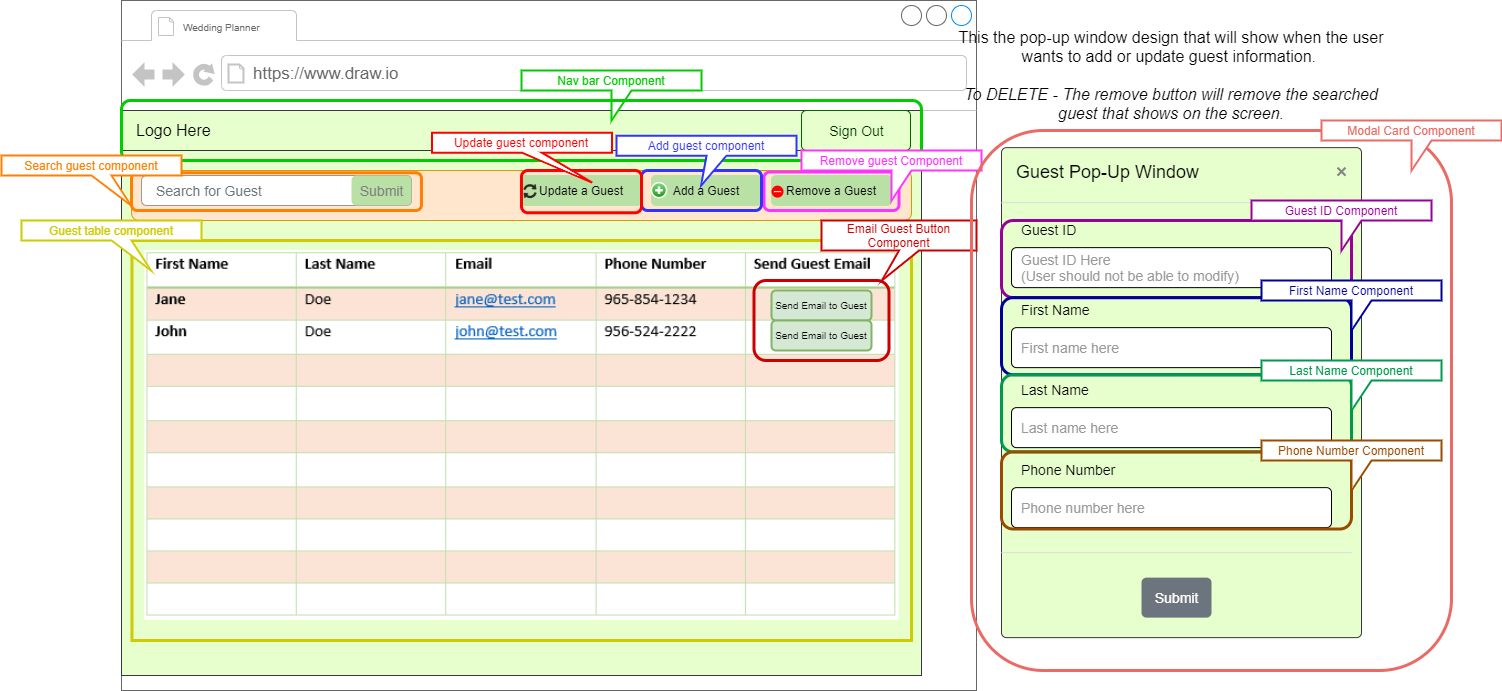 Wedding Planner
https://www.draw.io
This the pop-up window design that will show when the user
wants to add or update guest information.
To DELETE - The remove button will remove the searched
guest that shows on the screen.
Nav bar Component
Logo Here
Sign Out
Update guest component
Add guest component
Remove guest Component
Search guest component
Search for Guest
Submit
Update a Guest
Add a Guest
Remove a Guest
Guest table component
Email Guest Button
Component
First Name
Last Name
Email
Phone Number
Send Guest Email
Jane
Doe
jane@test.com
965-854-1234
Send Email to Guest
John
Doe
john@test.com
956-524-2222
Send Email to Guest
Modal Card Component
Guest Pop-Up Window
×
Guest ID Component
Guest ID
Guest ID Here
(User should not be able to modify)
First Name Component
First Name
First name here
Last Name Component
Last Name
Last name here
Phone Number Component
Phone Number
Phone number here
Submit